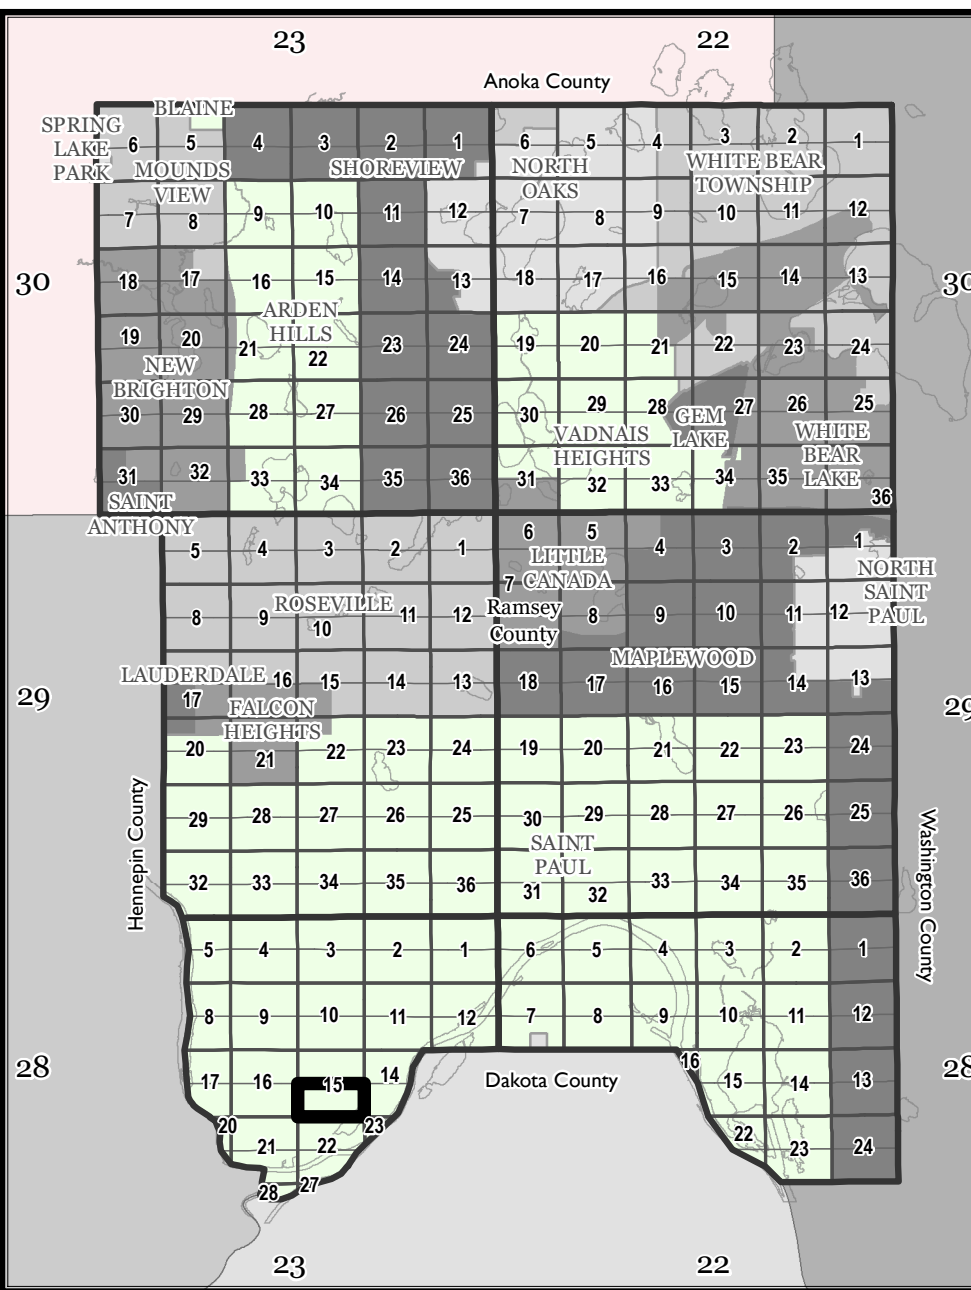 23 22
Anoka County
BLAINE
SPRING
LAKE
PARK
6 5 4 3 2 1 6 5 4 3 2 1
MOUNDS
VIEW
SHOREVIEW
NORTH
OAKS
WHITE BEAR
TOWNSHIP
7 8 9 10 11 12 7 8 9 10 11 12
30 18 17 16 15 14 13 18 17 16 15 14 13 30
ARDEN
HILLS
19 20 21 22 23 24 19 20 21 22 23 24
NEW
BRIGHTON
30 29 28 27 26 25 30 29 28 27 26 25
GEM
LAKE
VADNAIS
HEIGHTS
WHITE
BEAR
LAKE
31 32 33 34 35 36 31 32 33 34 35 36
SAINT
ANTHONY
5 4 3 2 1 6 5 4 3 2 1
LITTLE
CANADA
NORTH
SAINT
PAUL
ROSEVILLE
8 9 10 11 12 7 8 9 10 11 12
Ramsey
County
MAPLEWOOD
LAUDERDALE
29 17 16 15 14 13 18 17 16 15 14 13 29
FALCON
HEIGHTS
20 21 22 23 24 19 20 21 22 23 24
Hennepin County
29 28 27 26 25 30 29 28 27 26 25
Washington County
SAINT
PAUL
32 33 34 35 36 31 32 33 34 35 36
5 4 3 2 1 6 5 4 3 2 1
8 9 10 11 12 7 8 9 10 11 12
28 17 16 15 14 16 15 14 13 28
Dakota County
20 21 22 23 22 23 24
28 27
23 22